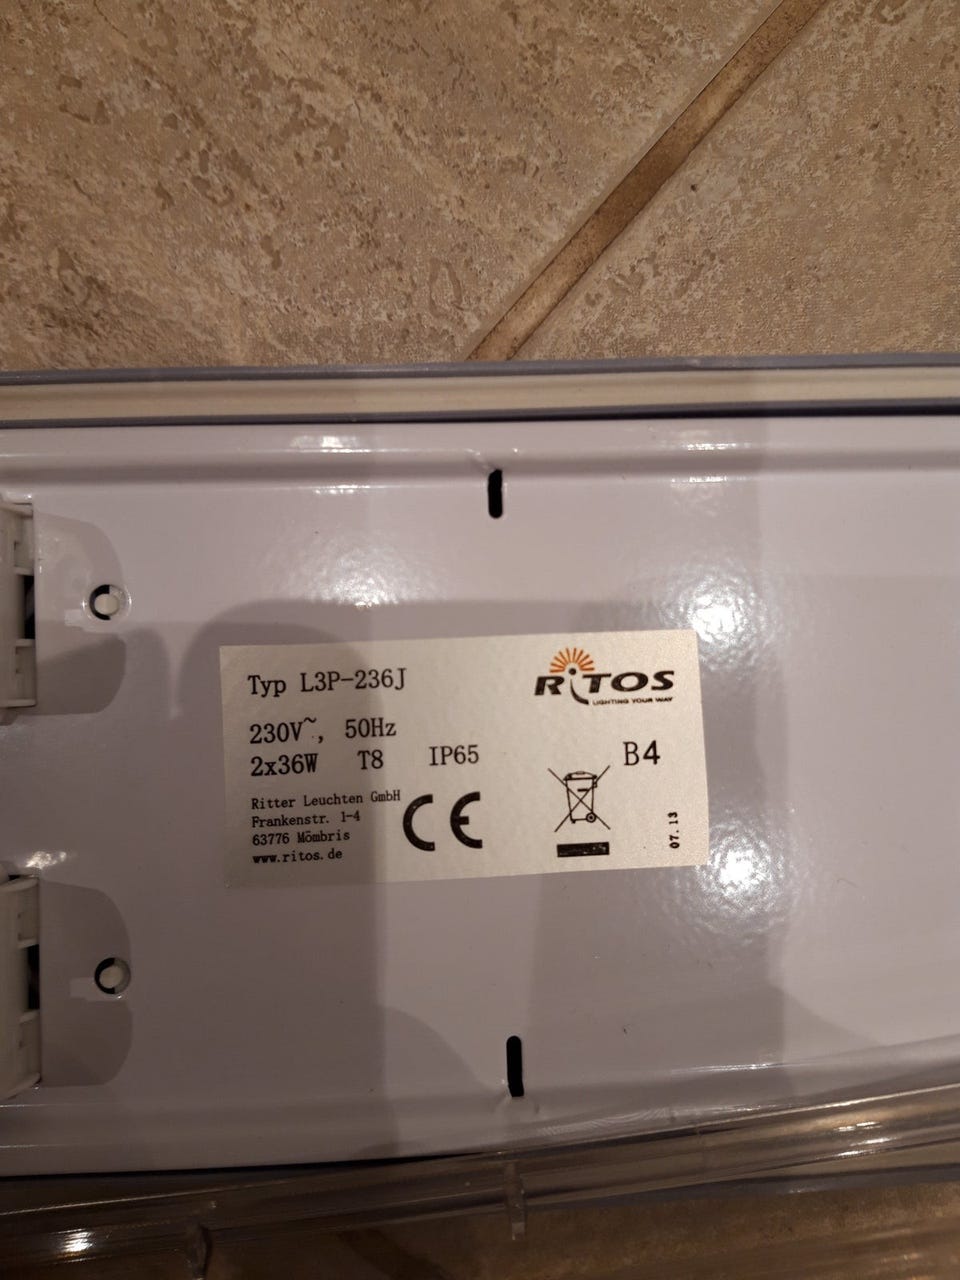 Typ L3P-236J
RITOS
LIGHTING YOUR WAY
230V~, 50Hz
2x36W T8 IP65
B4
Ritter Leuchten GmbH
Frankenstr. 1-4
63776 Mömbris
www.ritos.de
CE
07.13